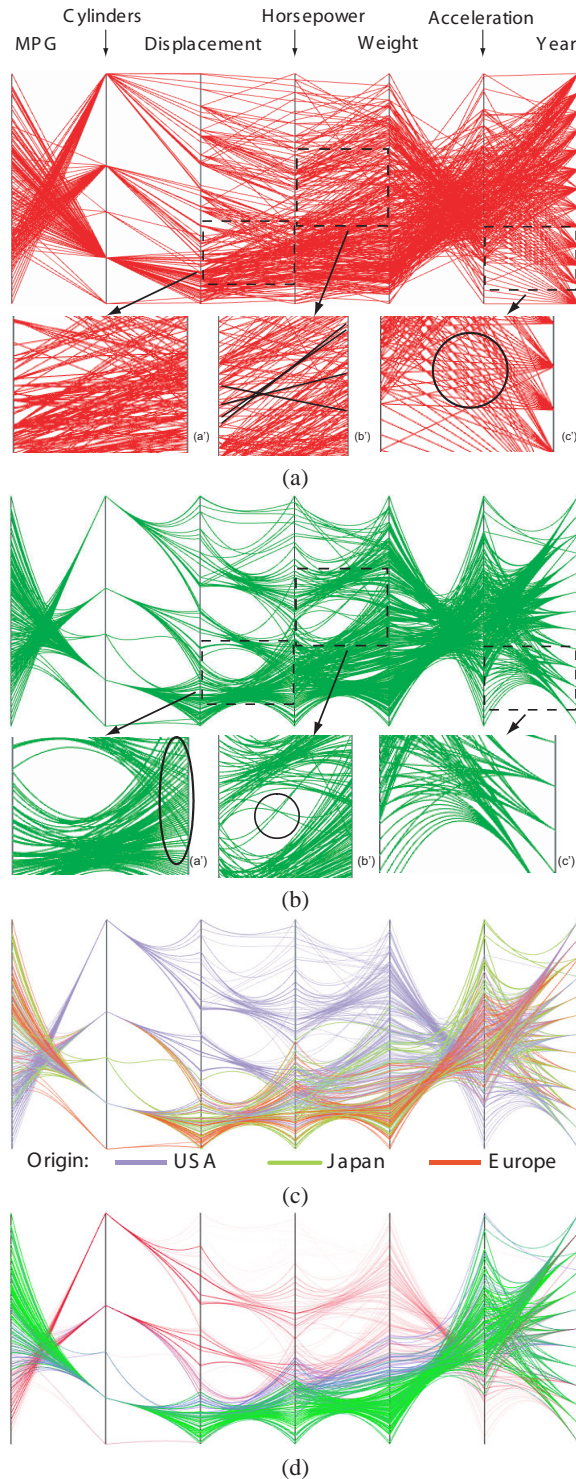 Cylinders Horsepower Acceleration
MPG Displacement Weight Year
(a') (b') (c')
(a)
(a') (b') (c')
(b)
Origin: USA Japan Europe
(c)
(d)